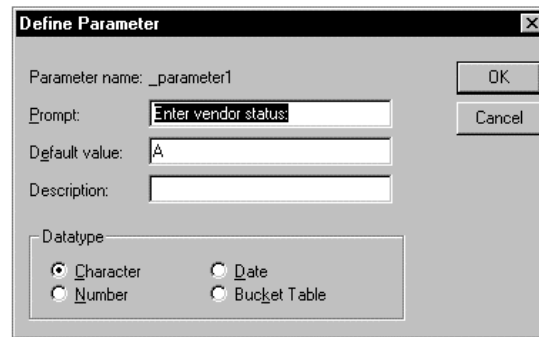 Define Parameter
Parameter name: _parameter1
OK
Prompt: Enter vendor status:
Cancel
Default value: A
Description:
Datatype
Character Date
Number Bucket Table